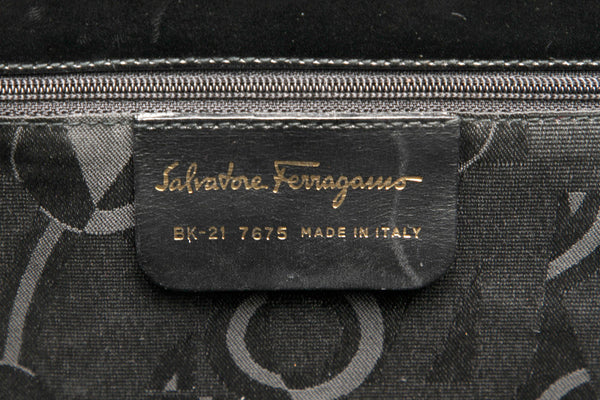 Salvatore Ferragamo
BK-21 7675 MADE IN ITALY